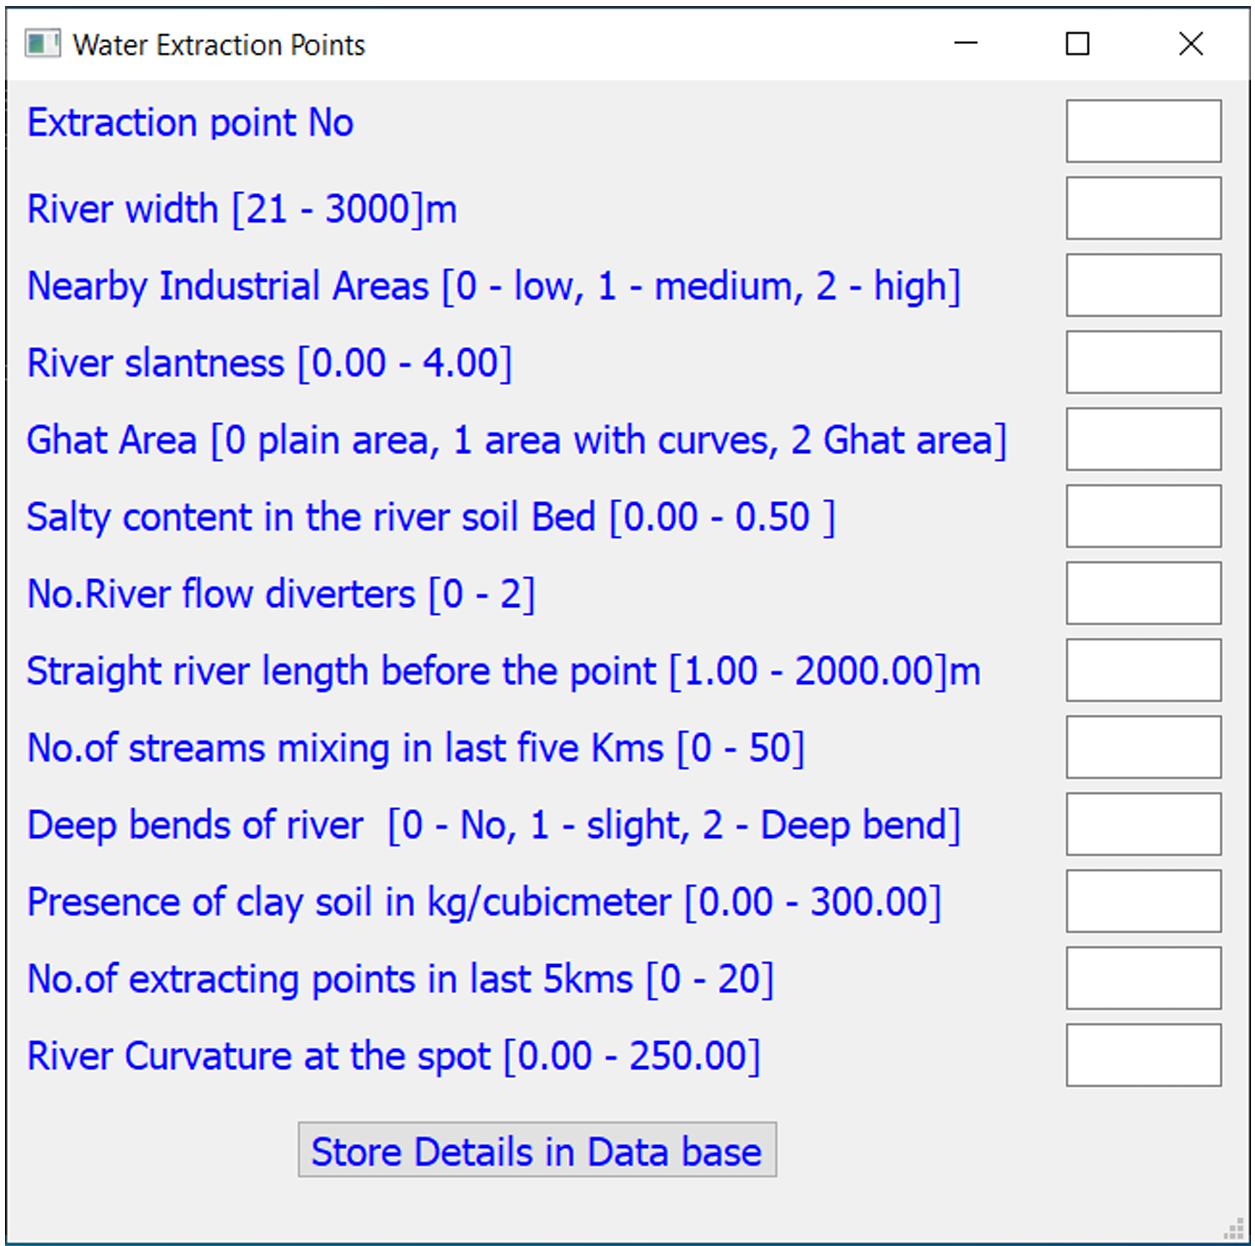 Water Extraction Points
Extraction point No
River width [21 - 3000]m
Nearby Industrial Areas [0 - low, 1 - medium, 2 - high]
River slantness [0.00 - 4.00]
Ghat Area [0 plain area, 1 area with curves, 2 Ghat area]
Salty content in the river soil Bed [0.00 - 0.50 ]
No.River flow diverters [0 - 2]
Straight river length before the point [1.00 - 2000.00]m
No.of streams mixing in last five Kms [0 - 50]
Deep bends of river  [0 - No, 1 - slight, 2 - Deep bend]
Presence of clay soil in kg/cubicmeter [0.00 - 300.00]
No.of extracting points in last 5kms [0 - 20]
River Curvature at the spot [0.00 - 250.00]
Store Details in Data base